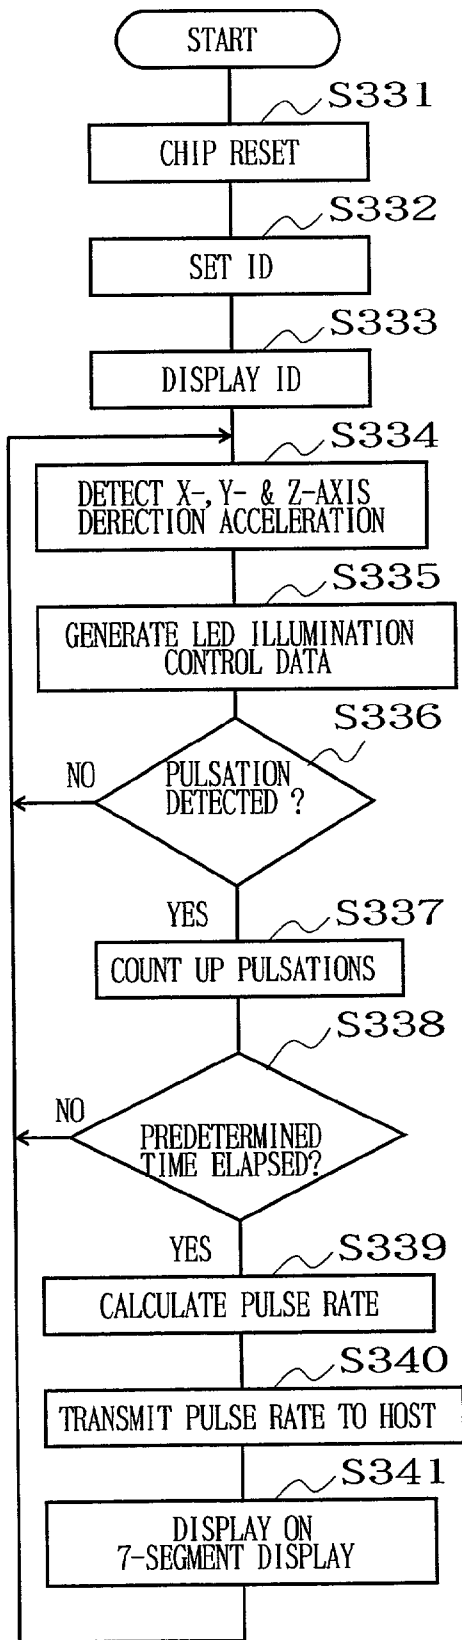 START
S331
CHIP RESET
S332
SET ID
S333
DISPLAY ID
S334
DETECT X-, Y- & Z-AXIS
DERECTION ACCELERATION
S335
GENERATE LED ILLUMINATION
CONTROL DATA
S336
NO
PULSATION
DETECTED ?
YES
S337
COUNT UP PULSATIONS
S338
NO
PREDETERMINED
TIME ELAPSED?
YES
S339
CALCULATE PULSE RATE
S340
TRANSMIT PULSE RATE TO HOST
S341
DISPLAY ON
7-SEGMENT DISPLAY